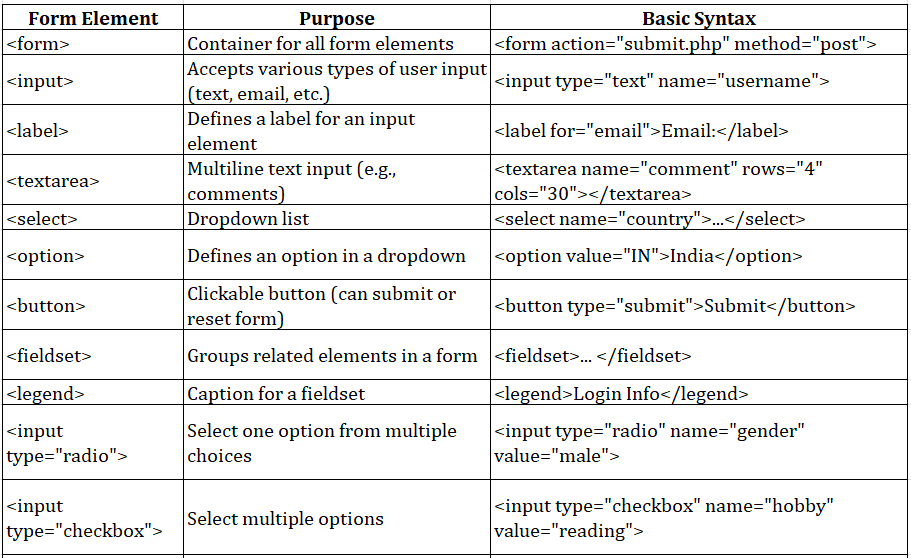 Form Element Purpose Basic Syntax
<form> Container for all form elements <form action="submit.php" method="post">
<input> Accepts various types of user input (text, email, etc.) <input type="text" name="username">
<label> Defines a label for an input element <label for="email">Email:</label>
<textarea> Multiline text input (e.g., comments) <textarea name="comment" rows="4" cols="30"></textarea>
<select> Dropdown list <select name="country">...</select>
<option> Defines an option in a dropdown <option value="IN">India</option>
<button> Clickable button (can submit or reset form) <button type="submit">Submit</button>
<fieldset> Groups related elements in a form <fieldset>... </fieldset>
<legend> Caption for a fieldset <legend>Login Info</legend>
<input type="radio"> Select one option from multiple choices <input type="radio" name="gender" value="male">
<input type="checkbox"> Select multiple options <input type="checkbox" name="hobby" value="reading">